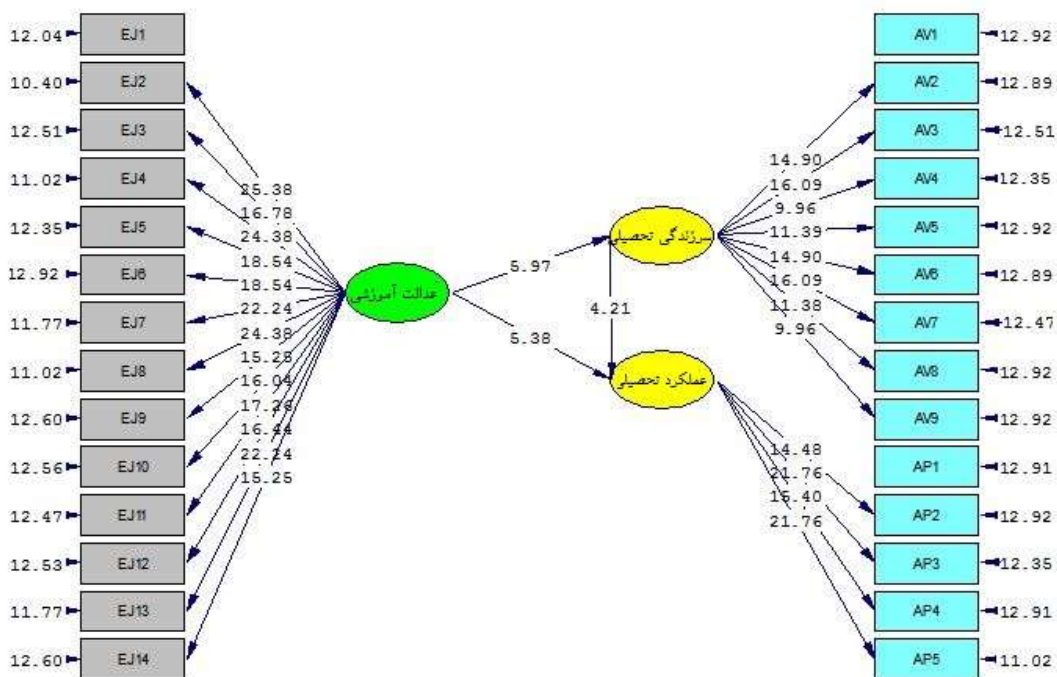 12.04 EJ1
10.40 EJ2
12.51 EJ3
11.02 EJ4
12.35 EJ5
12.92 EJ6
11.77 EJ7
11.02 EJ8
12.60 EJ9
12.56 EJ10
12.47 EJ11
12.53 EJ12
11.77 EJ13
12.60 EJ14
25.38
16.78
24.38
18.54
18.54
22.24
24.38
15.25
16.04
17.28
16.44
22.24
15.25
عدالت آموزشی
5.97
5.38
4.21
سرزندگی تحصیلی
عملکرد تحصیلی
14.90
16.09
9.96
11.39
14.90
16.09
11.38
9.96
14.48
21.76
15.40
21.76
AV1 12.92
AV2 12.89
AV3 12.51
AV4 12.35
AV5 12.92
AV6 12.89
AV7 12.47
AV8 12.92
AV9 12.92
AP1 12.91
AP2 12.92
AP3 12.35
AP4 12.91
AP5 11.02